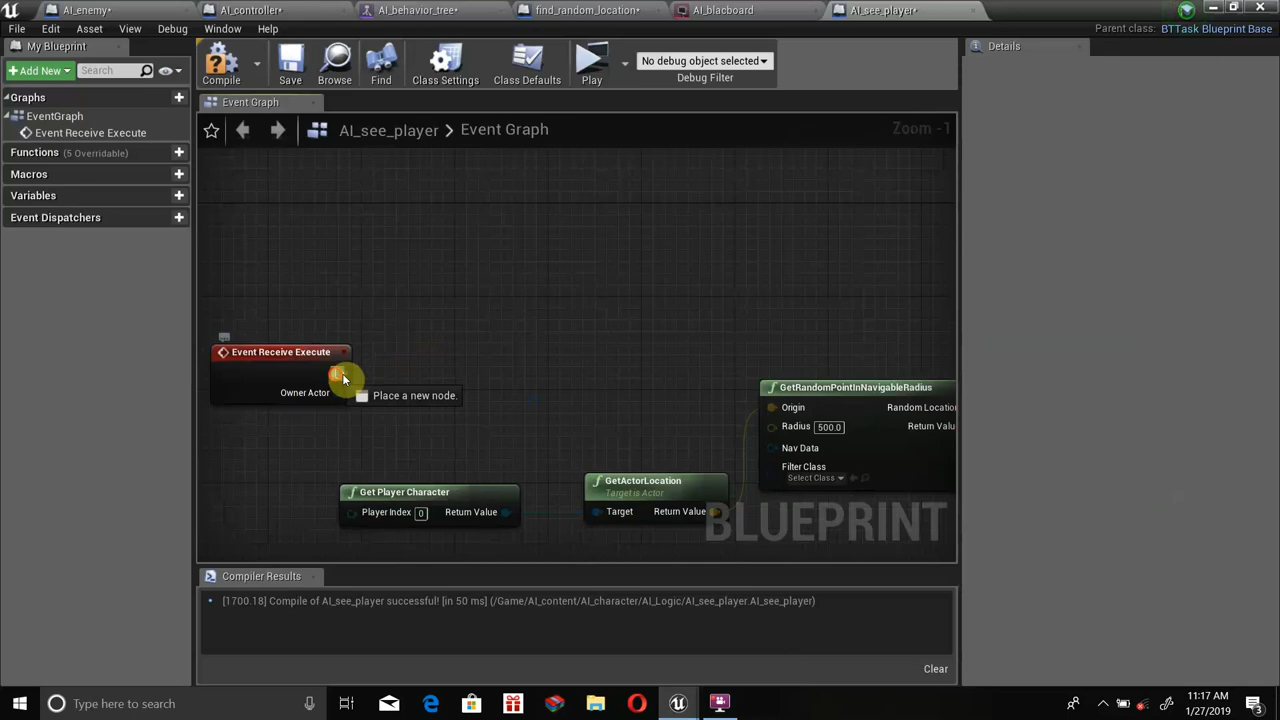 AI_enemy*
AI_controller*
AI_behavior_tree*
find_random_location*
AI_blacboard
AI_see_player*
File Edit Asset View Debug Window Help
Parent class: BTTask Blueprint Base
My Blueprint
+Add New
Search
Compile
Save
Browse
Find
Class Settings
Class Defaults
Play
No debug object selected
Debug Filter
Details
Graphs
EventGraph
Event Receive Execute
Functions (5 Overridable)
Macros
Variables
Event Dispatchers
Event Graph
AI_see_player > Event Graph
Zoom -1
Event Receive Execute
Owner Actor
Place a new node.
GetRandomPointInNavigableRadius
Origin
Random Locatio
Radius 500.0
Return Valu
Nav Data
Filter Class
Select Class
Get Player Character
Player Index 0
Return Value
GetActorLocation
Target is Actor
Target
Return Value
BLUEPRINT
Compiler Results
[1700.18] Compile of AI_see_player successful! [in 50 ms] (/Game/AI_content/AI_character/AI_Logic/AI_see_player.AI_see_player)
Clear
Type here to search
11:17 AM
1/27/2019
3